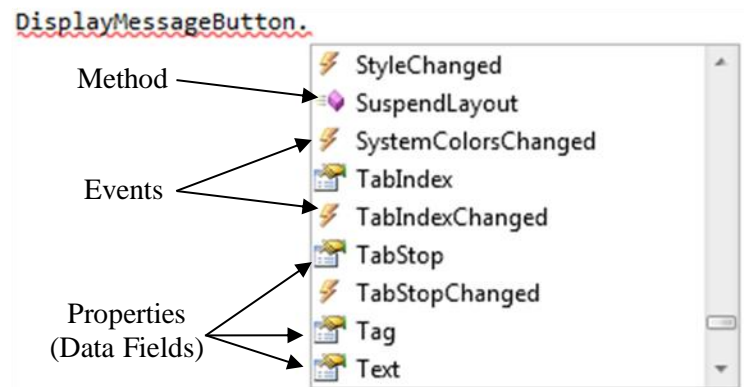 DisplayMessageButton.
StyleChanged
Method
SuspendLayout
SystemColorsChanged
TabIndex
Events
TabIndexChanged
TabStop
TabStopChanged
Properties
(Data Fields)
Tag
Text